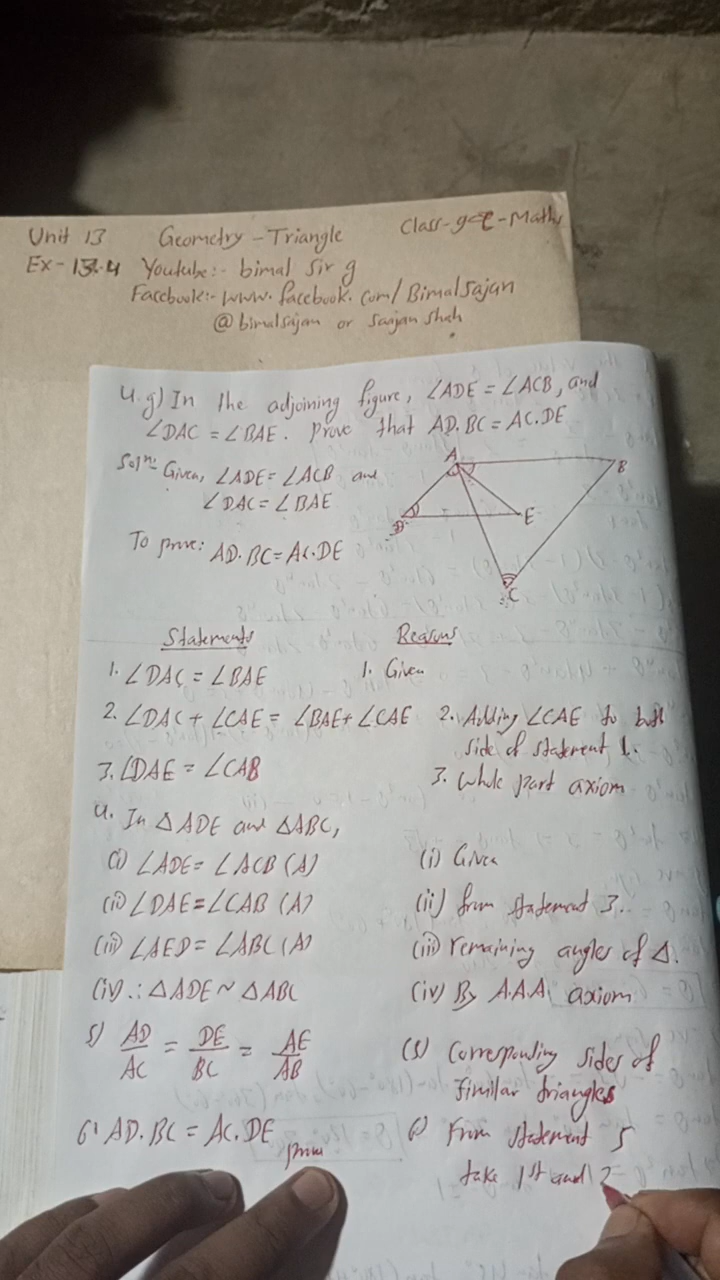 Unit 13 Geometry - Triangle Class-9 - Maths
Ex- 13.4 Youtube:- bimal sir g
Facebook:- www.facebook.com/Bimalsajan
@bimalsajan or Saajan Shah
4.g) In the adjoining figure, ∠ADE = ∠ACB, and
∠DAC = ∠BAE. Prove that AD.BC = AC.DE
Solⁿ: Given, ∠ADE = ∠ACB and
∠DAC = ∠BAE
To prove: AD.BC = AC.DE
A
B
D
E
C
Statements Reasons
1. ∠DAC = ∠BAE 1. Given
2. ∠DAC + ∠CAE = ∠BAE + ∠CAE 2. Adding ∠CAE to both
side of statement 1.
3. ∠DAE = ∠CAB 3. Whole part axiom
4. In △ADE and △ABC,
(i) ∠ADE = ∠ACB (A) (i) Given
(ii) ∠DAE = ∠CAB (A) (ii) from statement 3.
(iii) ∠AED = ∠ABC (A) (iii) remaining angles of △.
(iv) ∴ △ADE ~ △ABC (iv) By A.A.A. axiom
5) AD/AC = DE/BC = AE/AB (5) Corresponding sides of
similar triangles
6) AD.BC = AC.DE 6) From statement 5
take 1st and 2